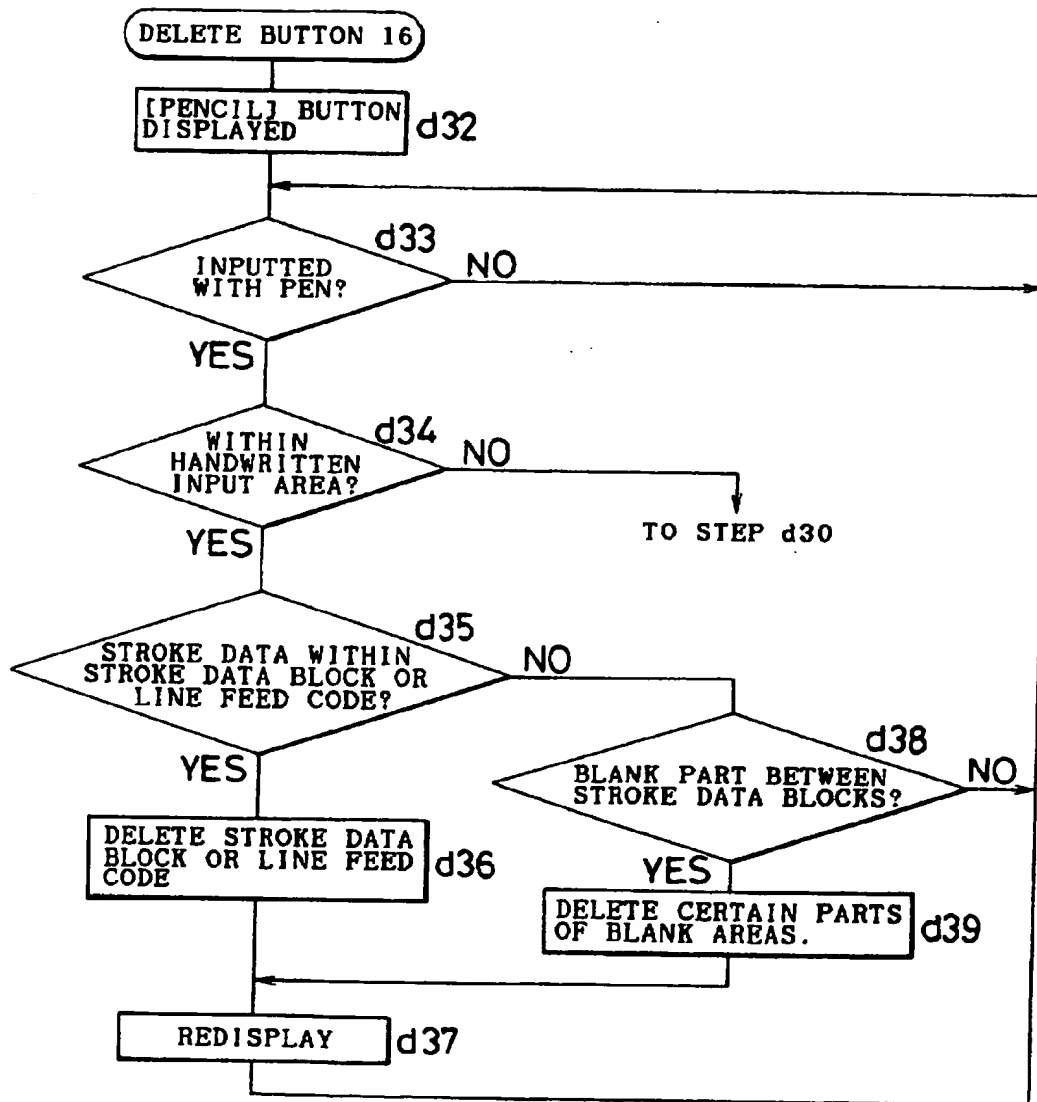 DELETE BUTTON 16
[PENCIL] BUTTON
DISPLAYED
d32
d33
INPUTTED
WITH PEN?
NO
YES
d34
WITHIN
HANDWRITTEN
INPUT AREA?
NO
YES
TO STEP d30
d35
STROKE DATA WITHIN
STROKE DATA BLOCK OR
LINE FEED CODE?
NO
YES
d38
BLANK PART BETWEEN
STROKE DATA BLOCKS?
NO
YES
DELETE STROKE DATA
BLOCK OR LINE FEED
CODE
d36
DELETE CERTAIN PARTS
OF BLANK AREAS.
d39
REDISPLAY
d37